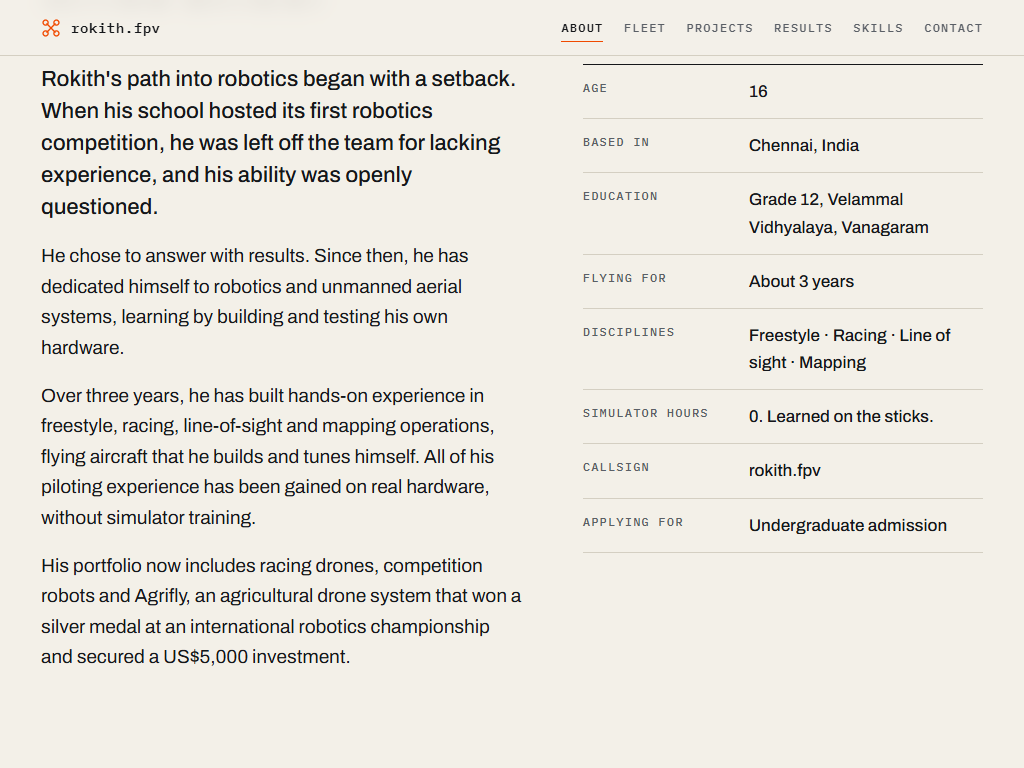 rokith.fpv
ABOUT FLEET PROJECTS RESULTS SKILLS CONTACT
Rokith's path into robotics began with a setback.
When his school hosted its first robotics
competition, he was left off the team for lacking
experience, and his ability was openly
questioned.
He chose to answer with results. Since then, he has
dedicated himself to robotics and unmanned aerial
systems, learning by building and testing his own
hardware.
Over three years, he has built hands-on experience in
freestyle, racing, line-of-sight and mapping operations,
flying aircraft that he builds and tunes himself. All of his
piloting experience has been gained on real hardware,
without simulator training.
His portfolio now includes racing drones, competition
robots and Agrifly, an agricultural drone system that won a
silver medal at an international robotics championship
and secured a US$5,000 investment.
AGE 16
BASED IN Chennai, India
EDUCATION Grade 12, Velammal
Vidhyalaya, Vanagaram
FLYING FOR About 3 years
DISCIPLINES Freestyle · Racing · Line of
sight · Mapping
SIMULATOR HOURS 0. Learned on the sticks.
CALLSIGN rokith.fpv
APPLYING FOR Undergraduate admission